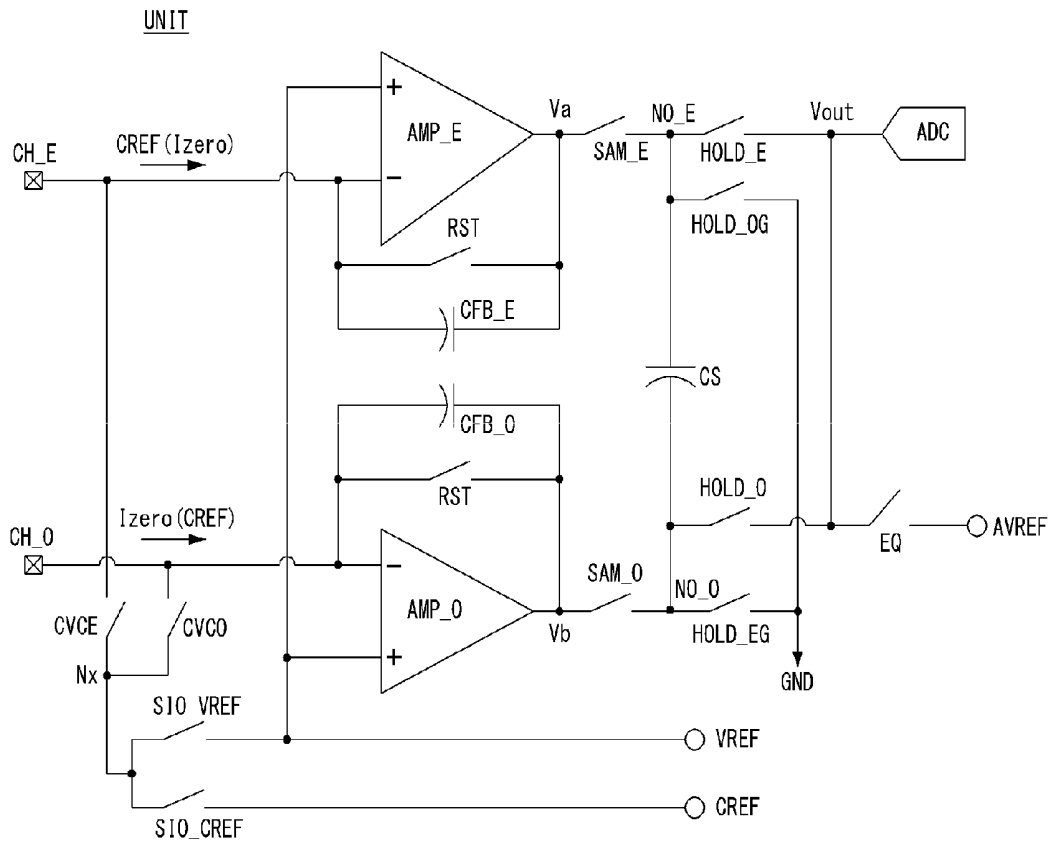 UNIT
Va
NO_E
Vout
AMP_E
ADC
CH_E
CREF(Izero)
SAM_E
HOLD_E
RST
HOLD_OG
CFB_E
CS
CFB_O
RST
HOLD_O
AVREF
EQ
CH_O
Izero(CREF)
AMP_O
SAM_O
NO_O
HOLD_EG
Vb
CVCE
CVCO
Nx
GND
SIO_VREF
VREF
CREF
SIO_CREF